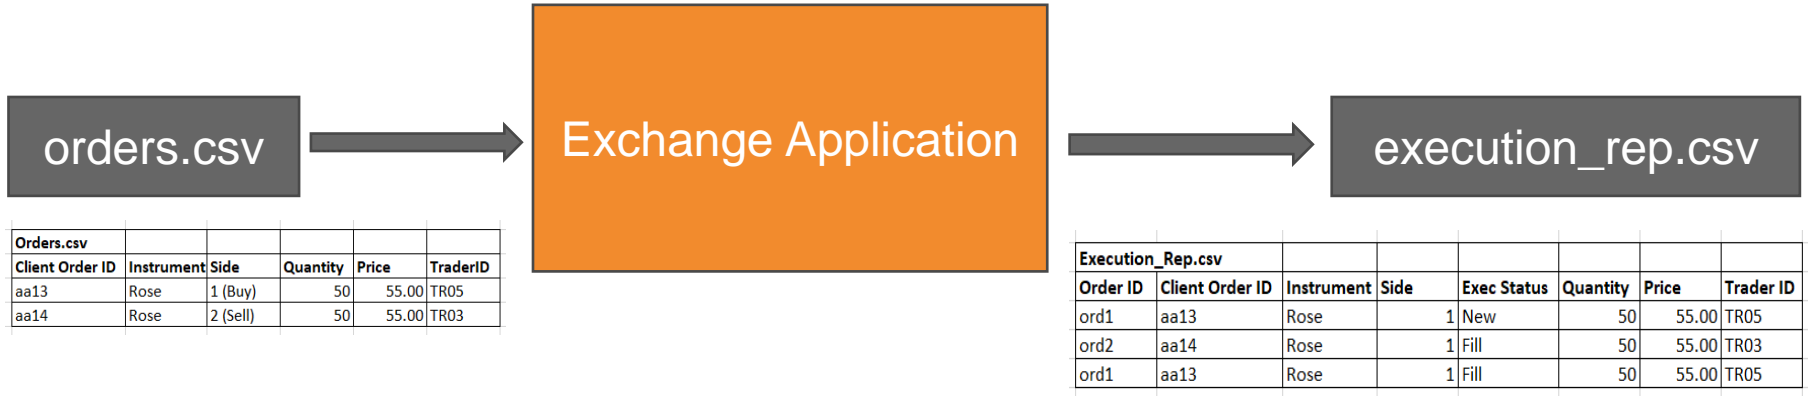 orders.csv
Exchange Application
execution_rep.csv
Orders.csv
Client Order ID Instrument Side Quantity Price TraderID
aa13 Rose 1 (Buy) 50 55.00 TR05
aa14 Rose 2 (Sell) 50 55.00 TR03
Execution_Rep.csv
Order ID Client Order ID Instrument Side Exec Status Quantity Price Trader ID
ord1 aa13 Rose 1 New 50 55.00 TR05
ord2 aa14 Rose 1 Fill 50 55.00 TR03
ord1 aa13 Rose 1 Fill 50 55.00 TR05